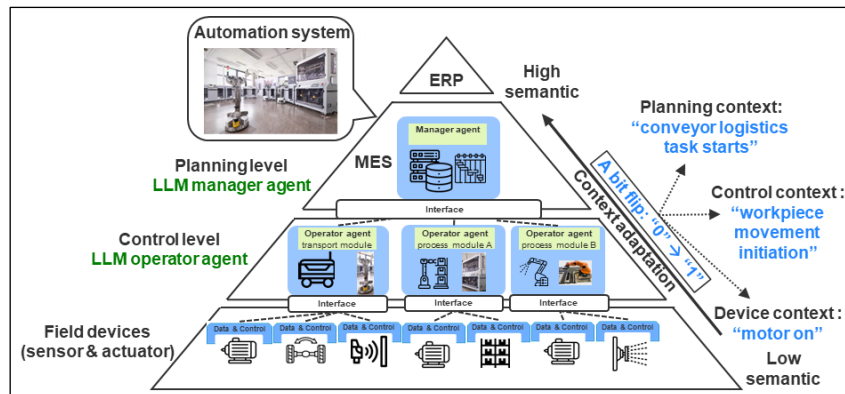 Automation system
ERP
High
semantic
Planning context:
“conveyor logistics
task starts”
Manager agent
MES
Planning level
LLM manager agent
Interface
Context adaptation
A bit flip: “0” → “1”
Control context :
“workpiece
movement
initiation”
Control level
LLM operator agent
Operator agent
transport module
Operator agent
process module A
Operator agent
process module B
Interface
Interface
Interface
Device context :
“motor on”
Field devices
(sensor & actuator)
Data & Control
Data & Control
Data & Control
Data & Control
Data & Control
Data & Control
Data & Control
Low
semantic